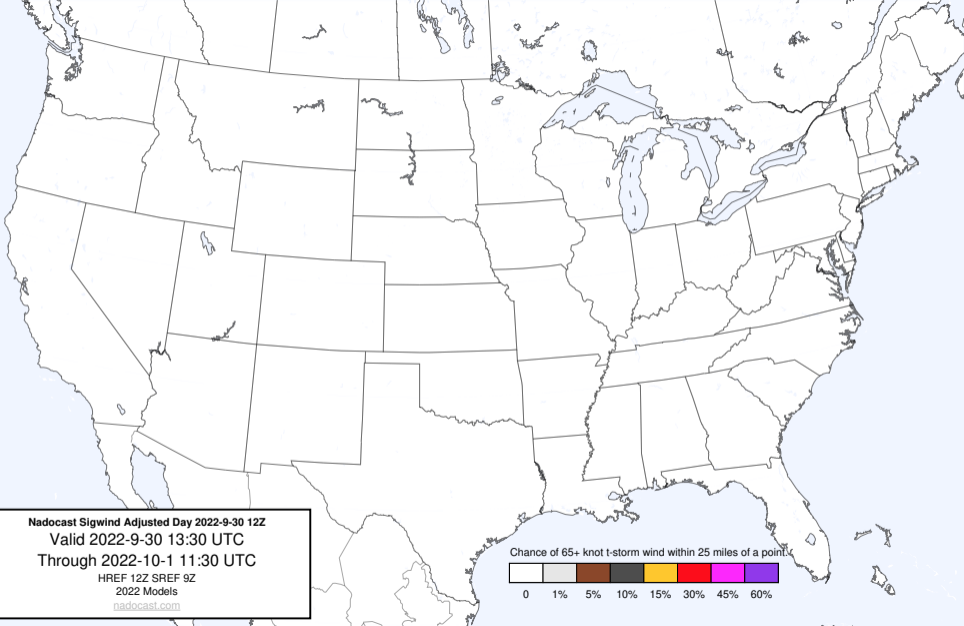 Nadocast Sigwind Adjusted Day 2022-9-30 12Z
Valid 2022-9-30 13:30 UTC
Through 2022-10-1 11:30 UTC
HREF 12Z SREF 9Z
2022 Models
nadocast.com
Chance of 65+ knot t-storm wind within 25 miles of a point.
0 1% 5% 10% 15% 30% 45% 60%